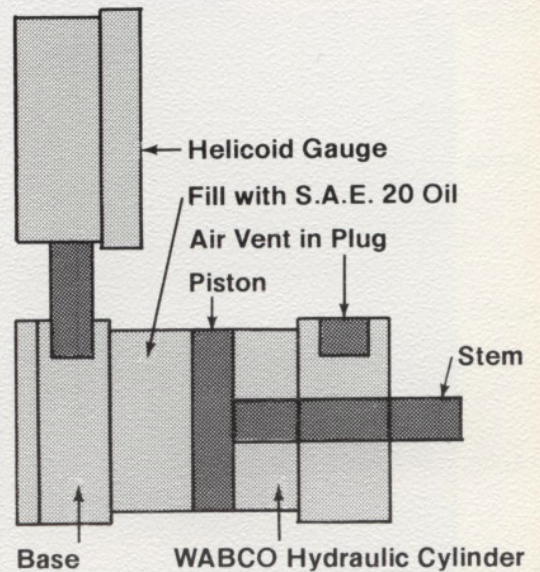 Helicoid Gauge
Fill with S.A.E. 20 Oil
Air Vent in Plug
Piston
Stem
Base
WABCO Hydraulic Cylinder